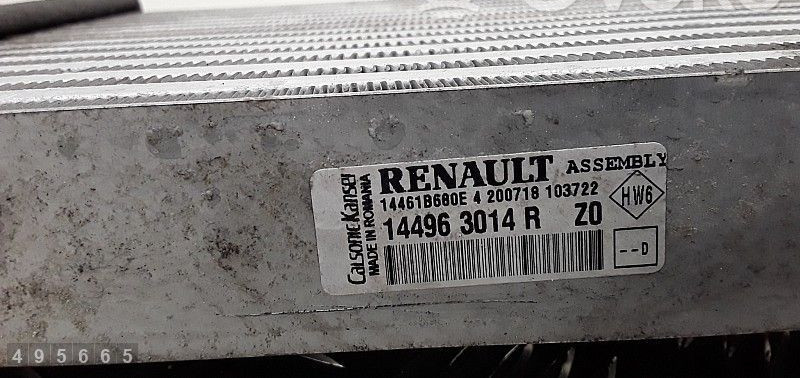 Calsonic Kansei
MADE IN ROMANIA
RENAULT ASSEMBLY
14461B680E 4 200718 103722
14496 3014 R Z0
HW6
--D
495665